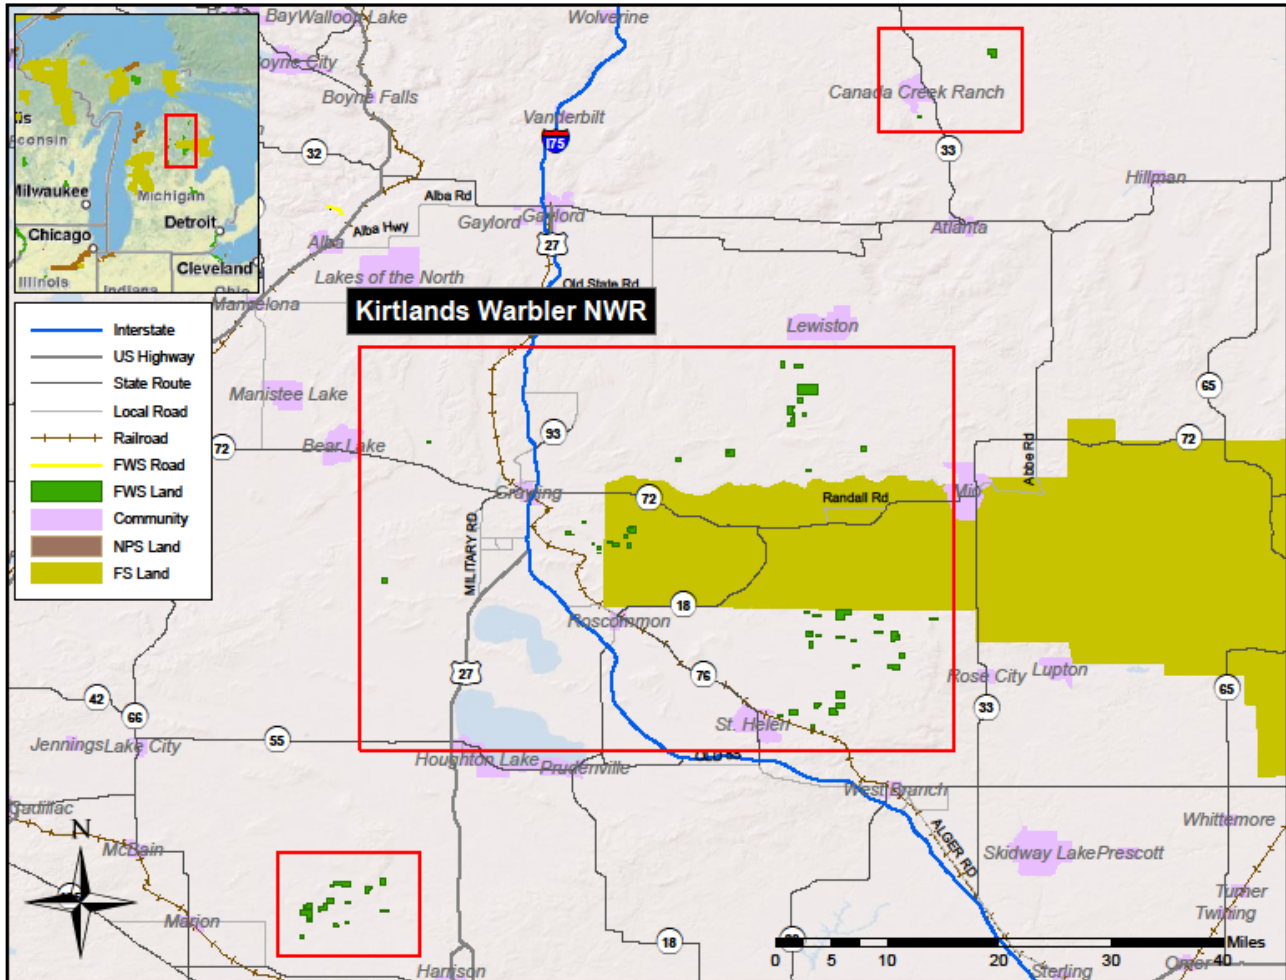 Bay
Walloon Lake
Wolverine
Boyne City
Boyne Falls
Canada Creek Ranch
Vanderbilt
175
33
32
Hillman
Alba Rd
Gaylord
Gaylord
Alba Hwy
Atlanta
Alba
27
Lakes of the North
Old State Rd
Mancelona
Kirtlands Warbler NWR
Lewiston
Michigan
Milwaukee
Detroit
Chicago
Cleveland
Illinois
Indiana
Ohio
Interstate
US Highway
State Route
Local Road
Railroad
FWS Road
FWS Land
Community
NPS Land
FS Land
Manistee Lake
65
93
72
Bear Lake
72
Abbe Rd
Grayling
72
Randall Rd
Mio
MILITARY RD
18
Roscommon
27
76
Rose City
Lupton
65
42
66
33
St. Helen
55
Jennings
Lake City
Houghton Lake
Prudenville
West Branch
Cadillac
N
McBain
ALGER RD
Whittemore
Skidway Lake
Prescott
Turner
Marion
Twining
18
Miles
0 5 10 20 30 40
Harrison
Sterling
Omer